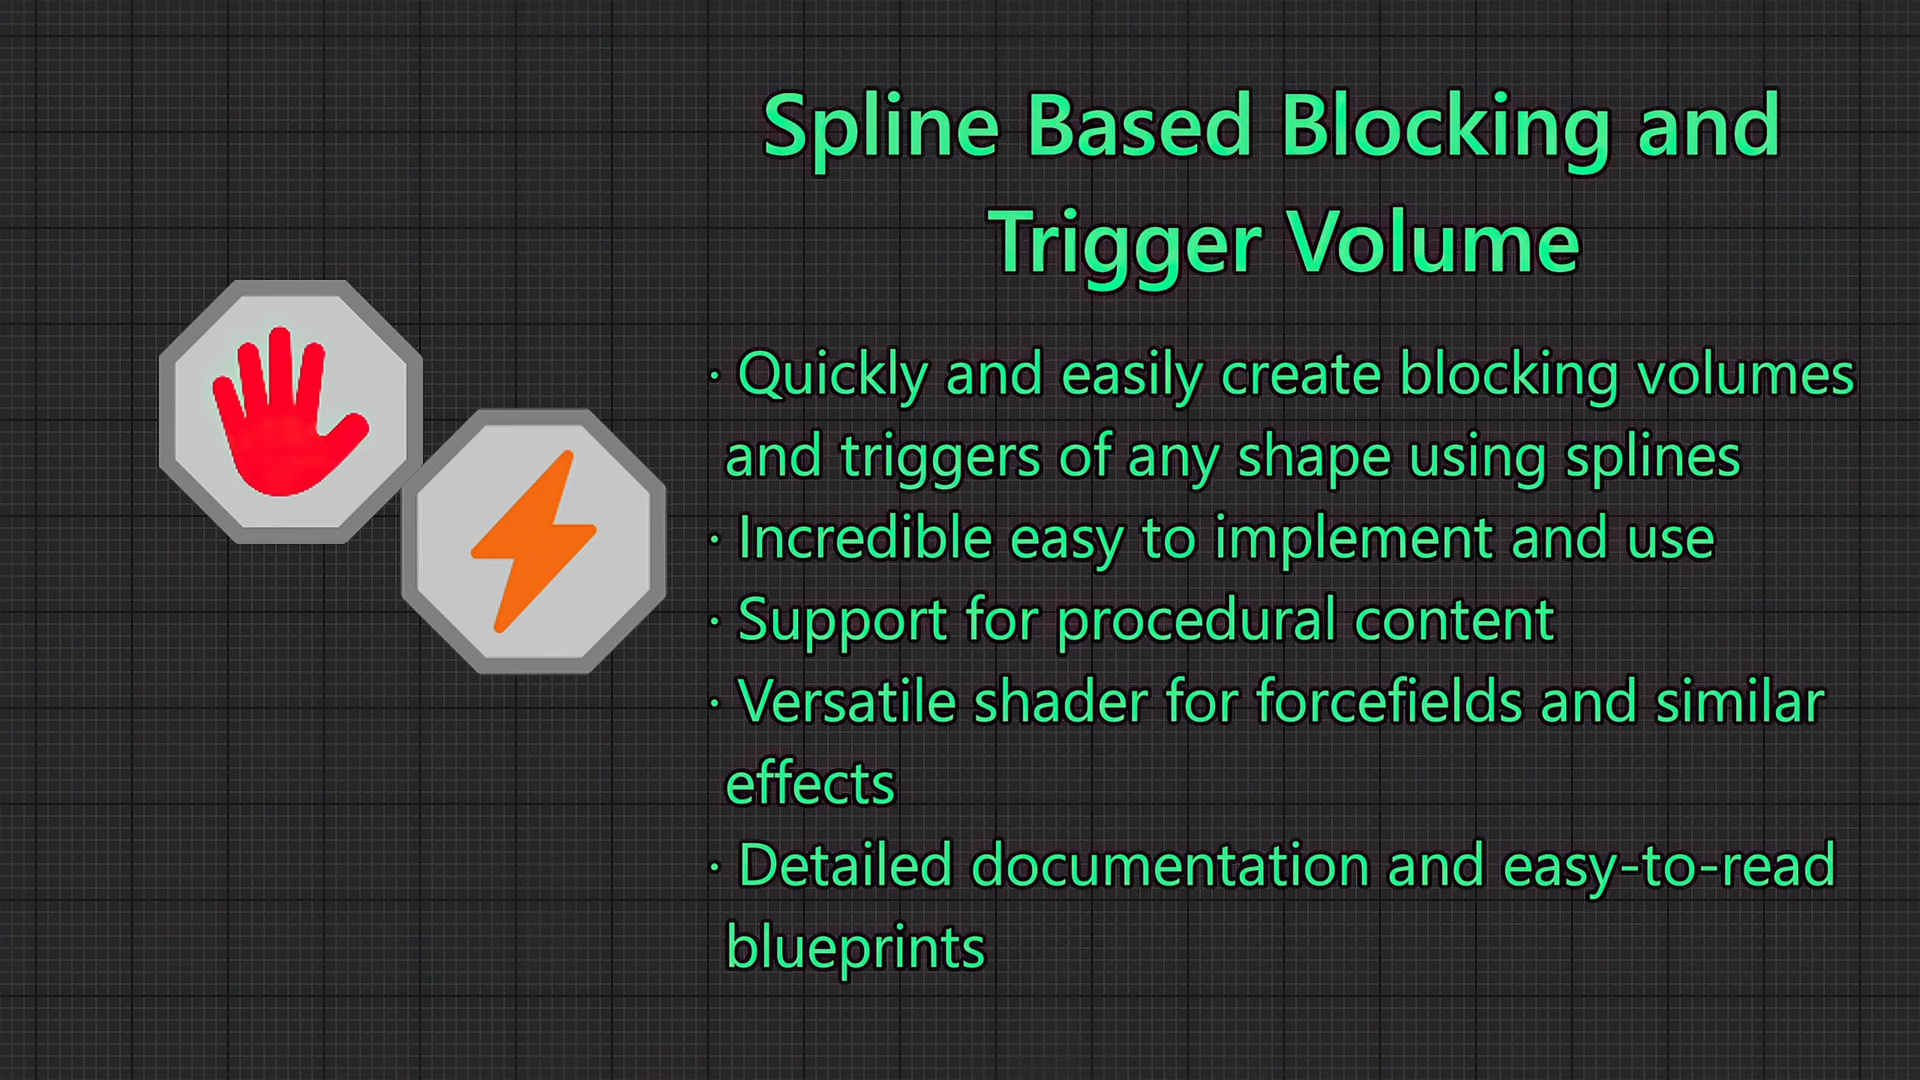 Spline Based Blocking and
Trigger Volume
· Quickly and easily create blocking volumes
and triggers of any shape using splines
· Incredible easy to implement and use
· Support for procedural content
· Versatile shader for forcefields and similar
effects
· Detailed documentation and easy-to-read
blueprints